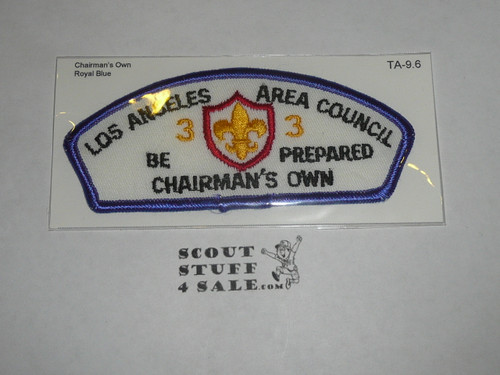 Chairman's Own
Royal Blue
TA-9.6
LOS ANGELES AREA COUNCIL
3 3
BE PREPARED
CHAIRMAN'S OWN
SCOUT
STUFF
4 SALE.COM